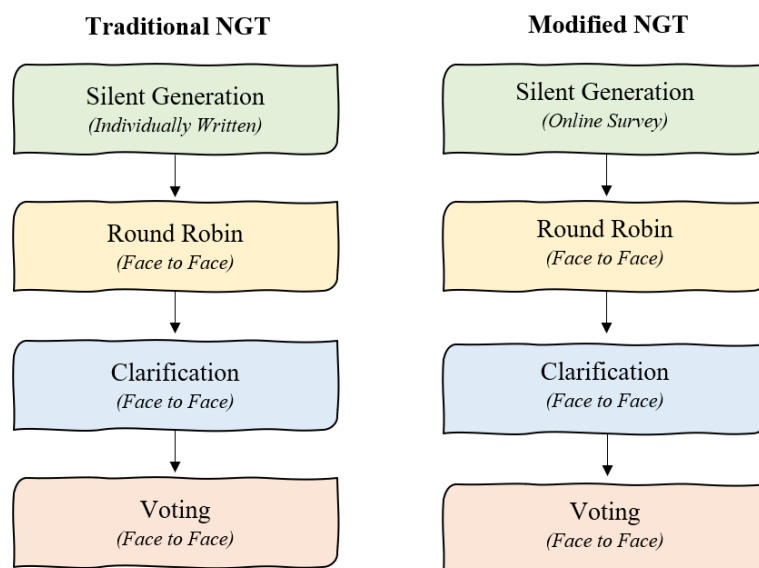 Traditional NGT
Silent Generation
(Individually Written)
Round Robin
(Face to Face)
Clarification
(Face to Face)
Voting
(Face to Face)
Modified NGT
Silent Generation
(Online Survey)
Round Robin
(Face to Face)
Clarification
(Face to Face)
Voting
(Face to Face)